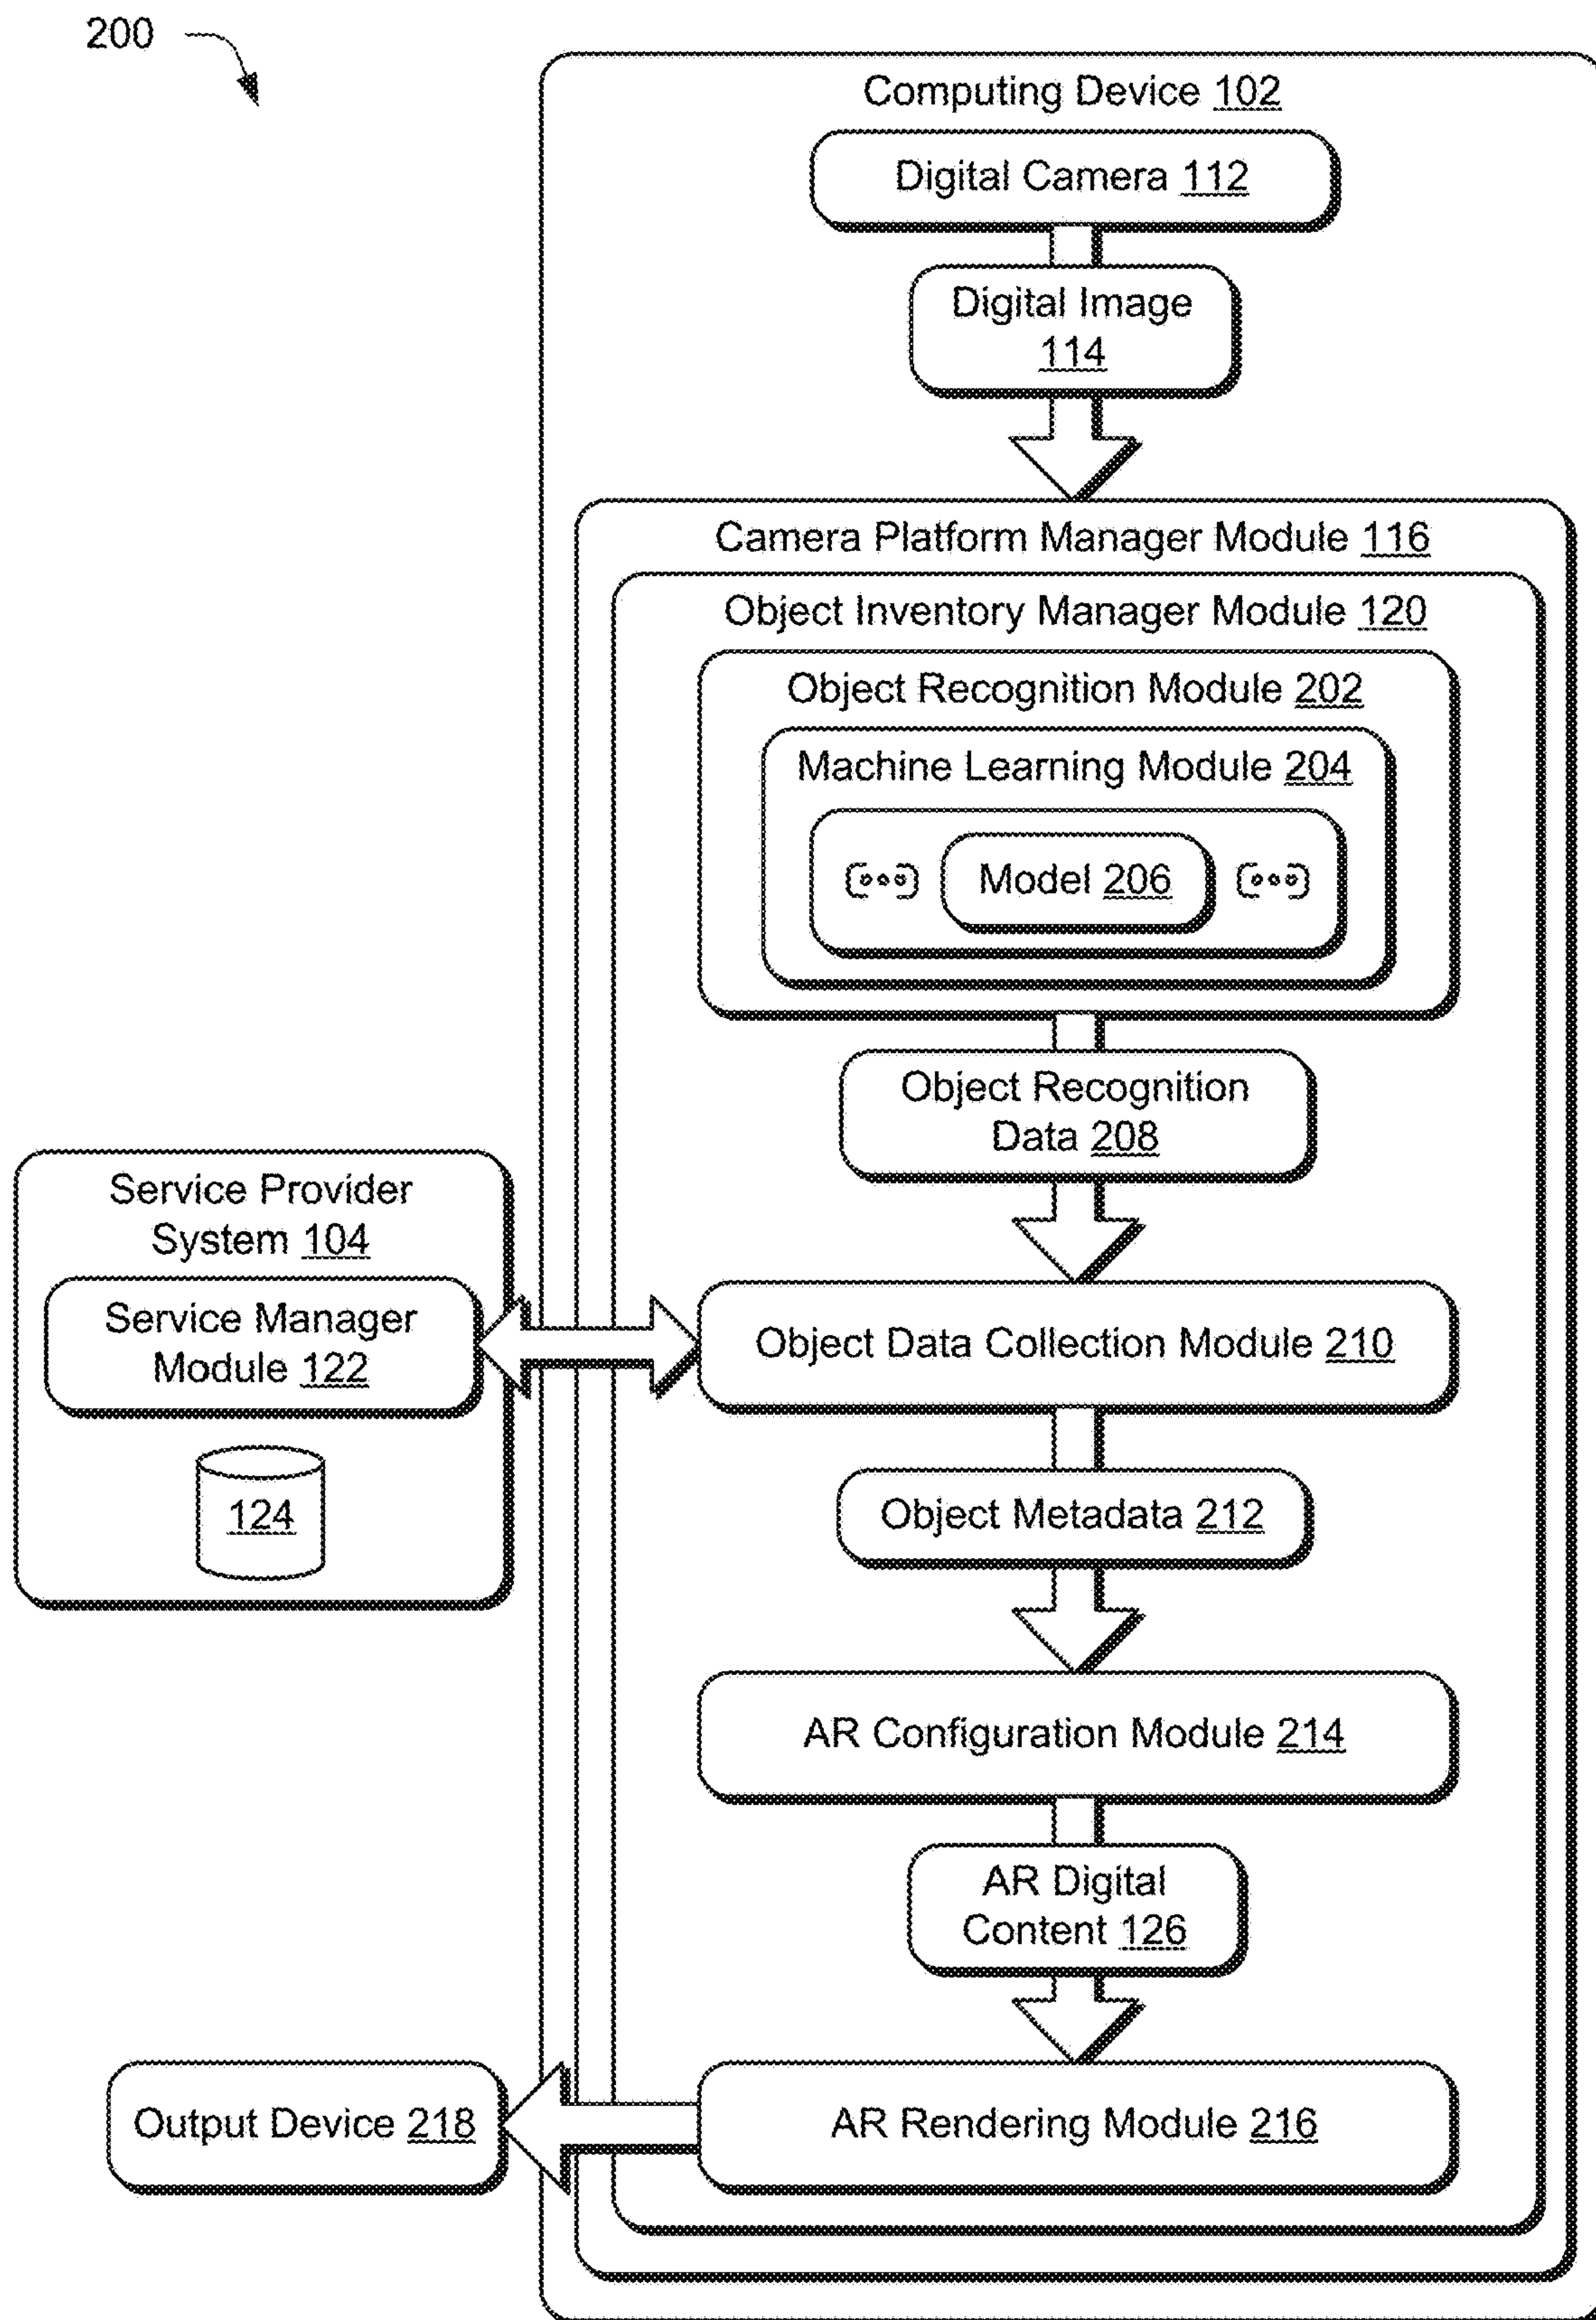 200
Computing Device 102
Digital Camera 112
Digital Image
114
Camera Platform Manager Module 116
Object Inventory Manager Module 120
Object Recognition Module 202
Machine Learning Module 204
Model 206
Object Recognition
Data 208
Service Provider
System 104
Service Manager
Module 122
124
Object Data Collection Module 210
Object Metadata 212
AR Configuration Module 214
AR Digital
Content 126
AR Rendering Module 216
Output Device 218